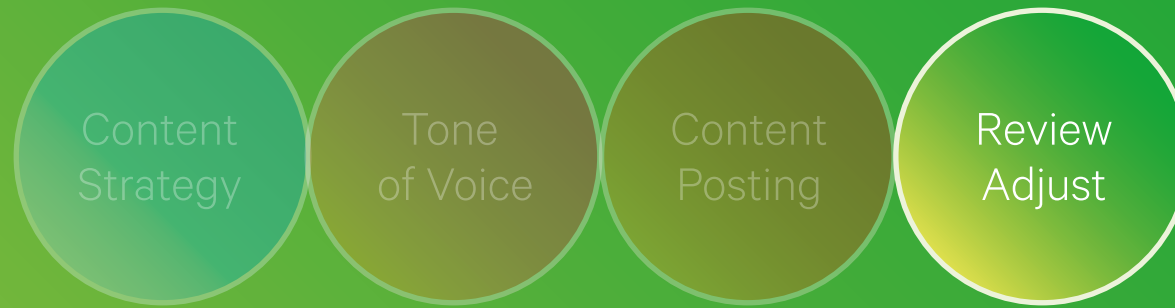 Content
Strategy
Tone
of Voice
Content
Posting
Review
Adjust